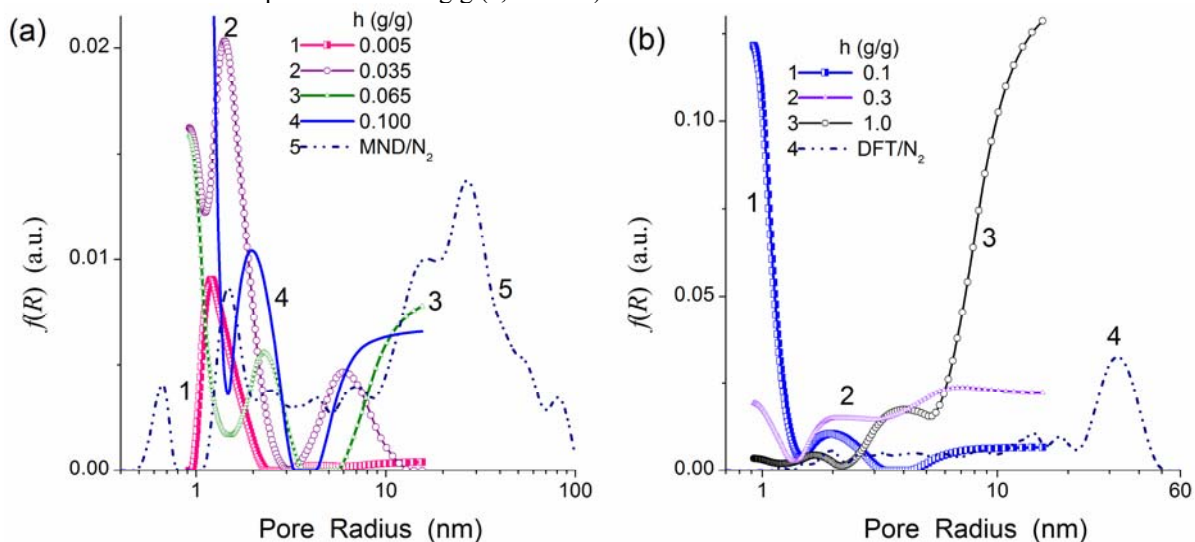 (a)
2
h (g/g)
1 0.005
2 0.035
3 0.065
4 0.100
5 MND/N₂
0.02
0.01
0.00
f(R) (a.u.)
1
4
3
5
1 10 100
Pore Radius (nm)
(b)
h (g/g)
1 0.1
2 0.3
3 1.0
4 DFT/N₂
0.10
0.05
0.00
f(R) (a.u.)
1
2
3
4
1 10 60
Pore Radius (nm)